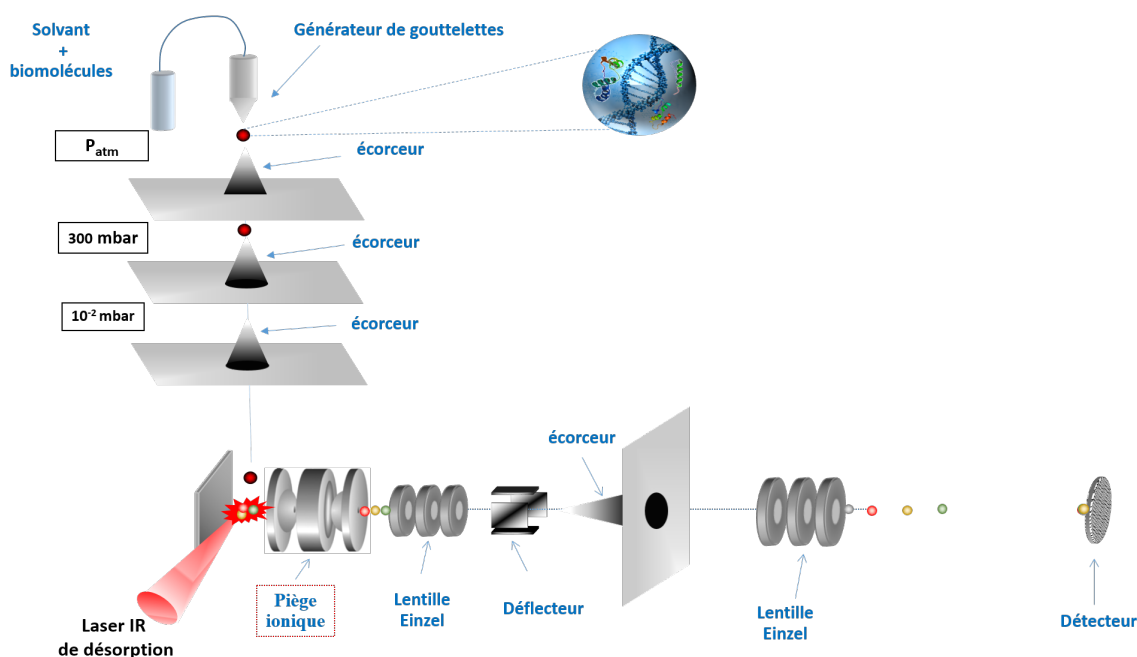 Solvant
+
biomolécules
Générateur de gouttelettes
P_atm
écorceur
300 mbar
écorceur
10⁻² mbar
écorceur
écorceur
Piège
ionique
Lentille
Einzel
Déflecteur
Lentille
Einzel
Détecteur
Laser IR
de désorption